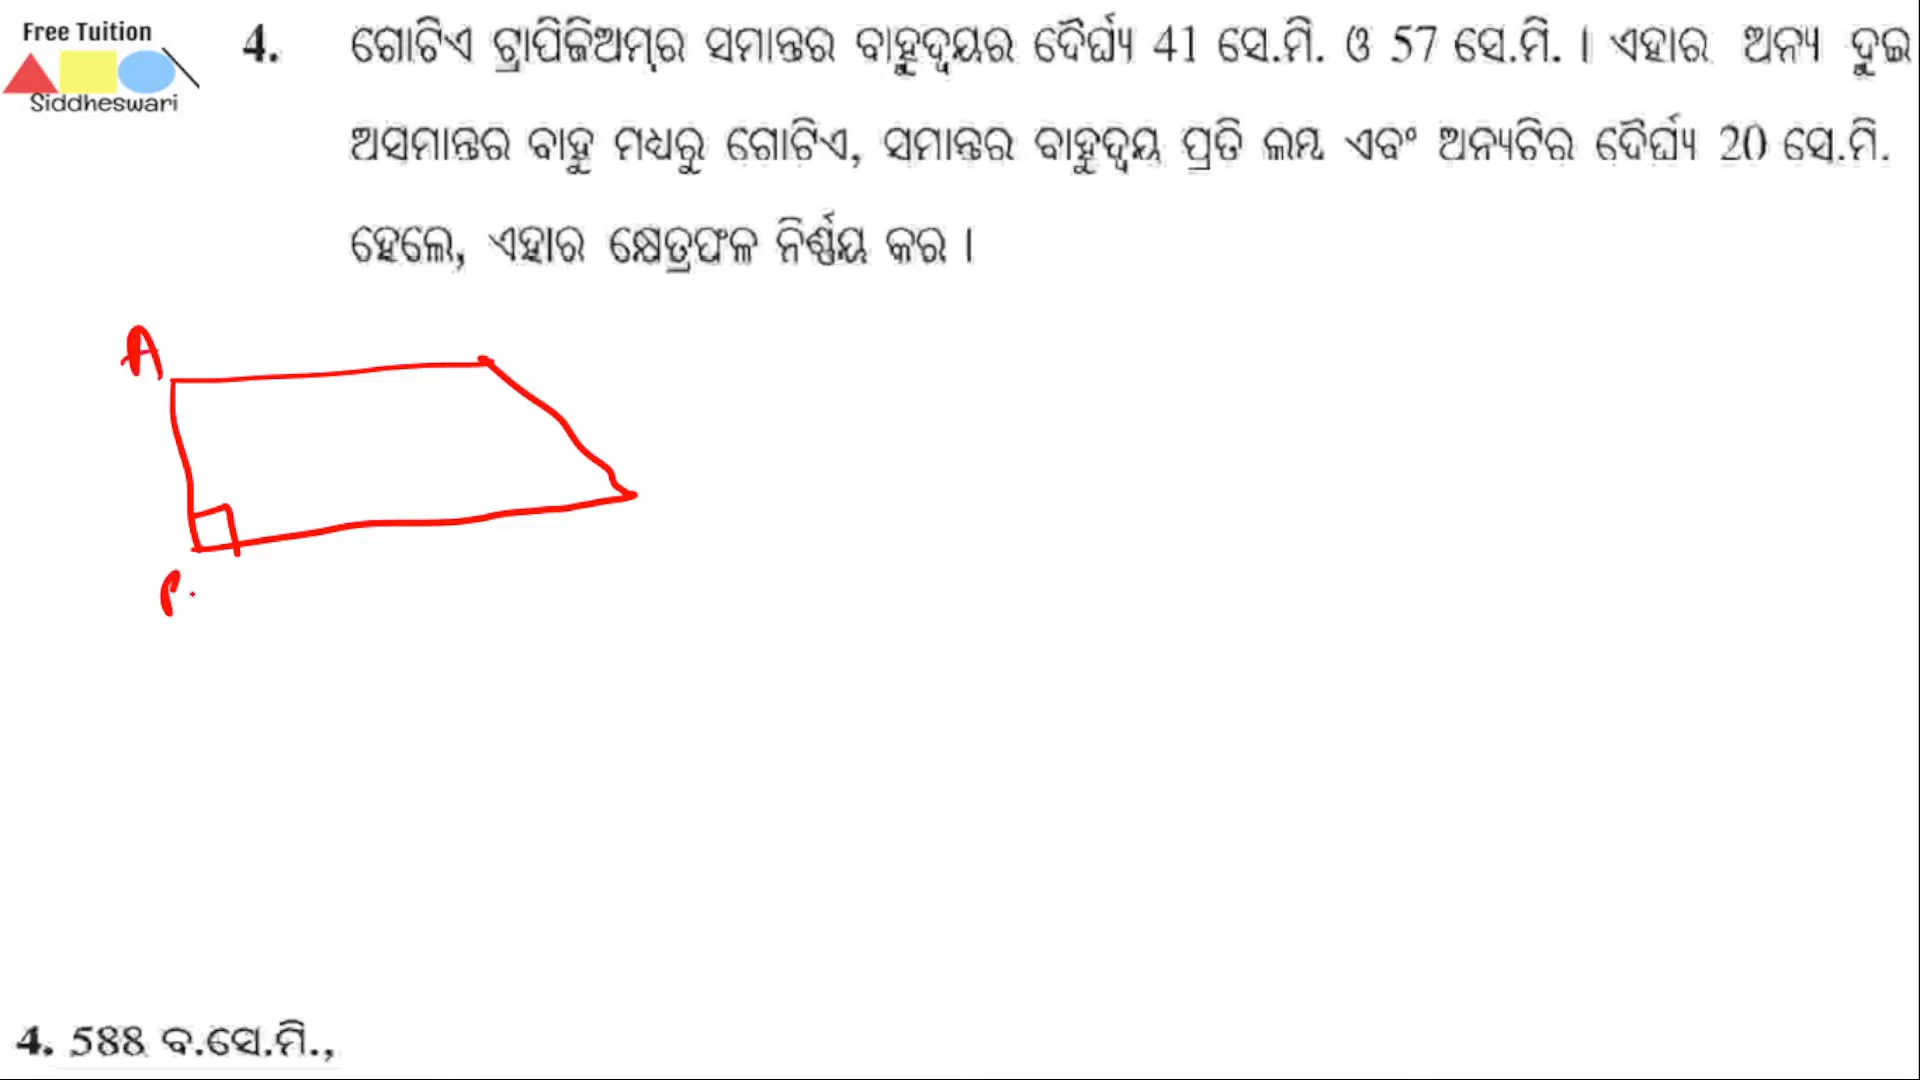 Free Tuition
Siddheswari
4. ଗୋଟିଏ ଟ୍ରାପିଜିଅମ୍‌ର ସମାନ୍ତର ବାହୁଦ୍ୱୟର ଦୈର୍ଘ୍ୟ 41 ସେ.ମି. ଓ 57 ସେ.ମି. । ଏହାର ଅନ୍ୟ ଦୁଇ
ଅସମାନ୍ତର ବାହୁ ମଧ୍ୟରୁ ଗୋଟିଏ, ସମାନ୍ତର ବାହୁଦ୍ୱୟ ପ୍ରତି ଲମ୍ବ ଏବଂ ଅନ୍ୟଟିର ଦୈର୍ଘ୍ୟ 20 ସେ.ମି.
ହେଲେ, ଏହାର କ୍ଷେତ୍ରଫଳ ନିର୍ଣ୍ଣୟ କର ।
A
4. 588 ବ.ସେ.ମି.,